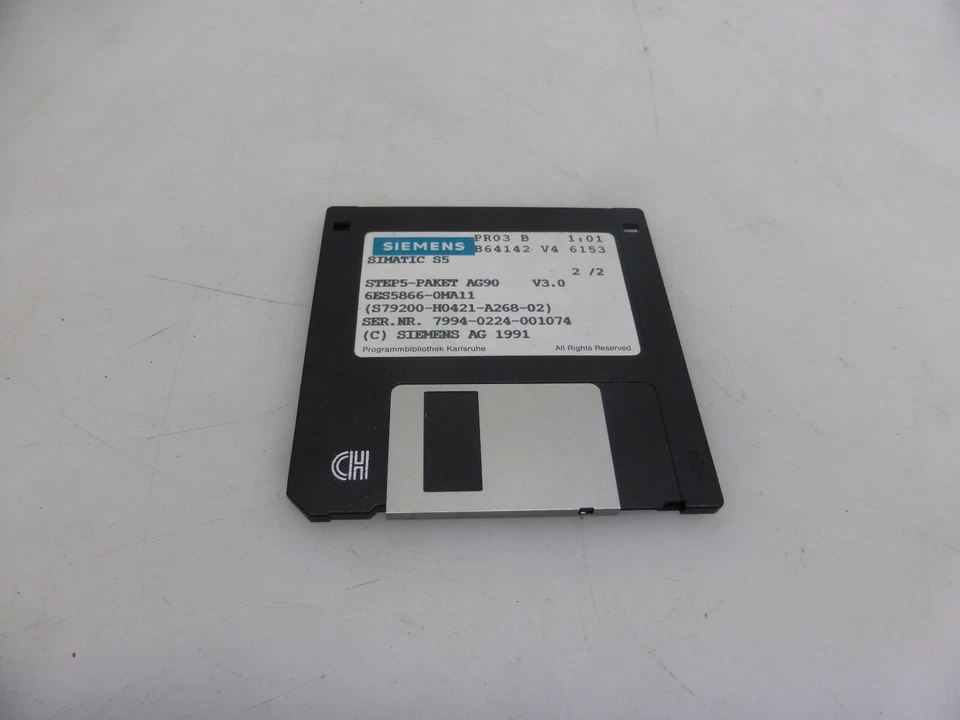 SIEMENS PR03 B 1:01
B64142 V4 6153
SIMATIC S5
2 /2
STEP5-PAKET AG90 V3.0
6ES5866-0MA11
(S79200-H0421-A268-02)
SER.NR. 7994-0224-001074
(C) SIEMENS AG 1991
Programmbibliothek Karlsruhe All Rights Reserved
CH